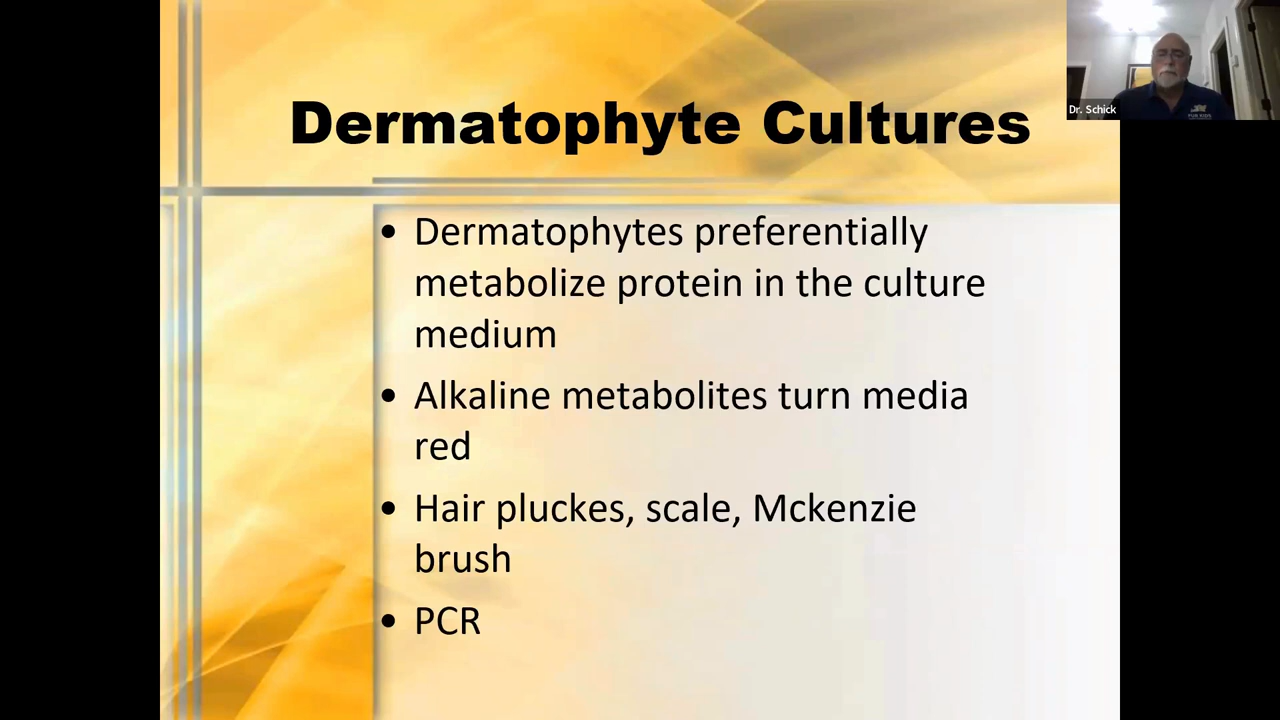 Dermatophyte Cultures
Dr. Schick
• Dermatophytes preferentially
metabolize protein in the culture
medium
• Alkaline metabolites turn media
red
• Hair pluckes, scale, Mckenzie
brush
• PCR